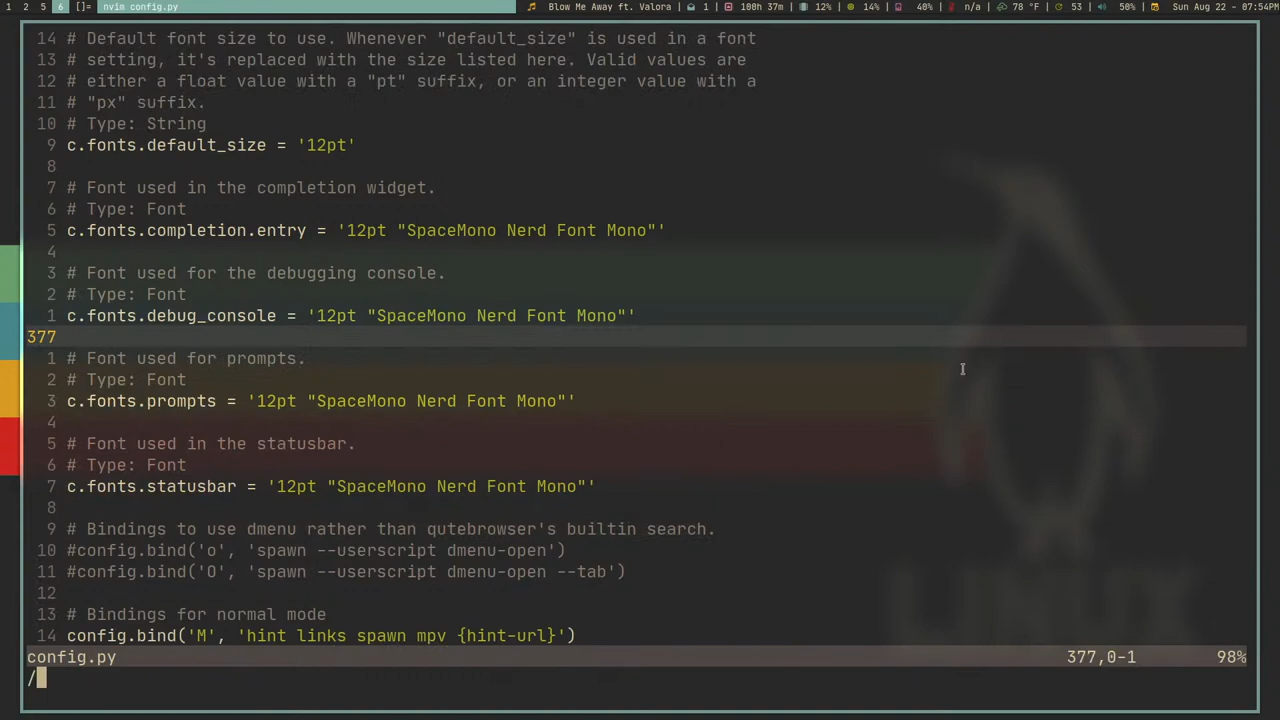 1 2 5 6 []= nvim config.py Blow Me Away ft. Valora | 1 | 100h 37m | 12% | 14% | 40% | n/a | 78 °F | 53 | 50% | Sun Aug 22 - 07:54PM
14 # Default font size to use. Whenever "default_size" is used in a font
13 # setting, it's replaced with the size listed here. Valid values are
12 # either a float value with a "pt" suffix, or an integer value with a
11 # "px" suffix.
10 # Type: String
9 c.fonts.default_size = '12pt'
8
7 # Font used in the completion widget.
6 # Type: Font
5 c.fonts.completion.entry = '12pt "SpaceMono Nerd Font Mono"'
4
3 # Font used for the debugging console.
2 # Type: Font
1 c.fonts.debug_console = '12pt "SpaceMono Nerd Font Mono"'
377
1 # Font used for prompts.
2 # Type: Font
3 c.fonts.prompts = '12pt "SpaceMono Nerd Font Mono"'
4
5 # Font used in the statusbar.
6 # Type: Font
7 c.fonts.statusbar = '12pt "SpaceMono Nerd Font Mono"'
8
9 # Bindings to use dmenu rather than qutebrowser's builtin search.
10 #config.bind('o', 'spawn --userscript dmenu-open')
11 #config.bind('O', 'spawn --userscript dmenu-open --tab')
12
13 # Bindings for normal mode
14 config.bind('M', 'hint links spawn mpv {hint-url}')
config.py 377,0-1 98%
/
LINUX